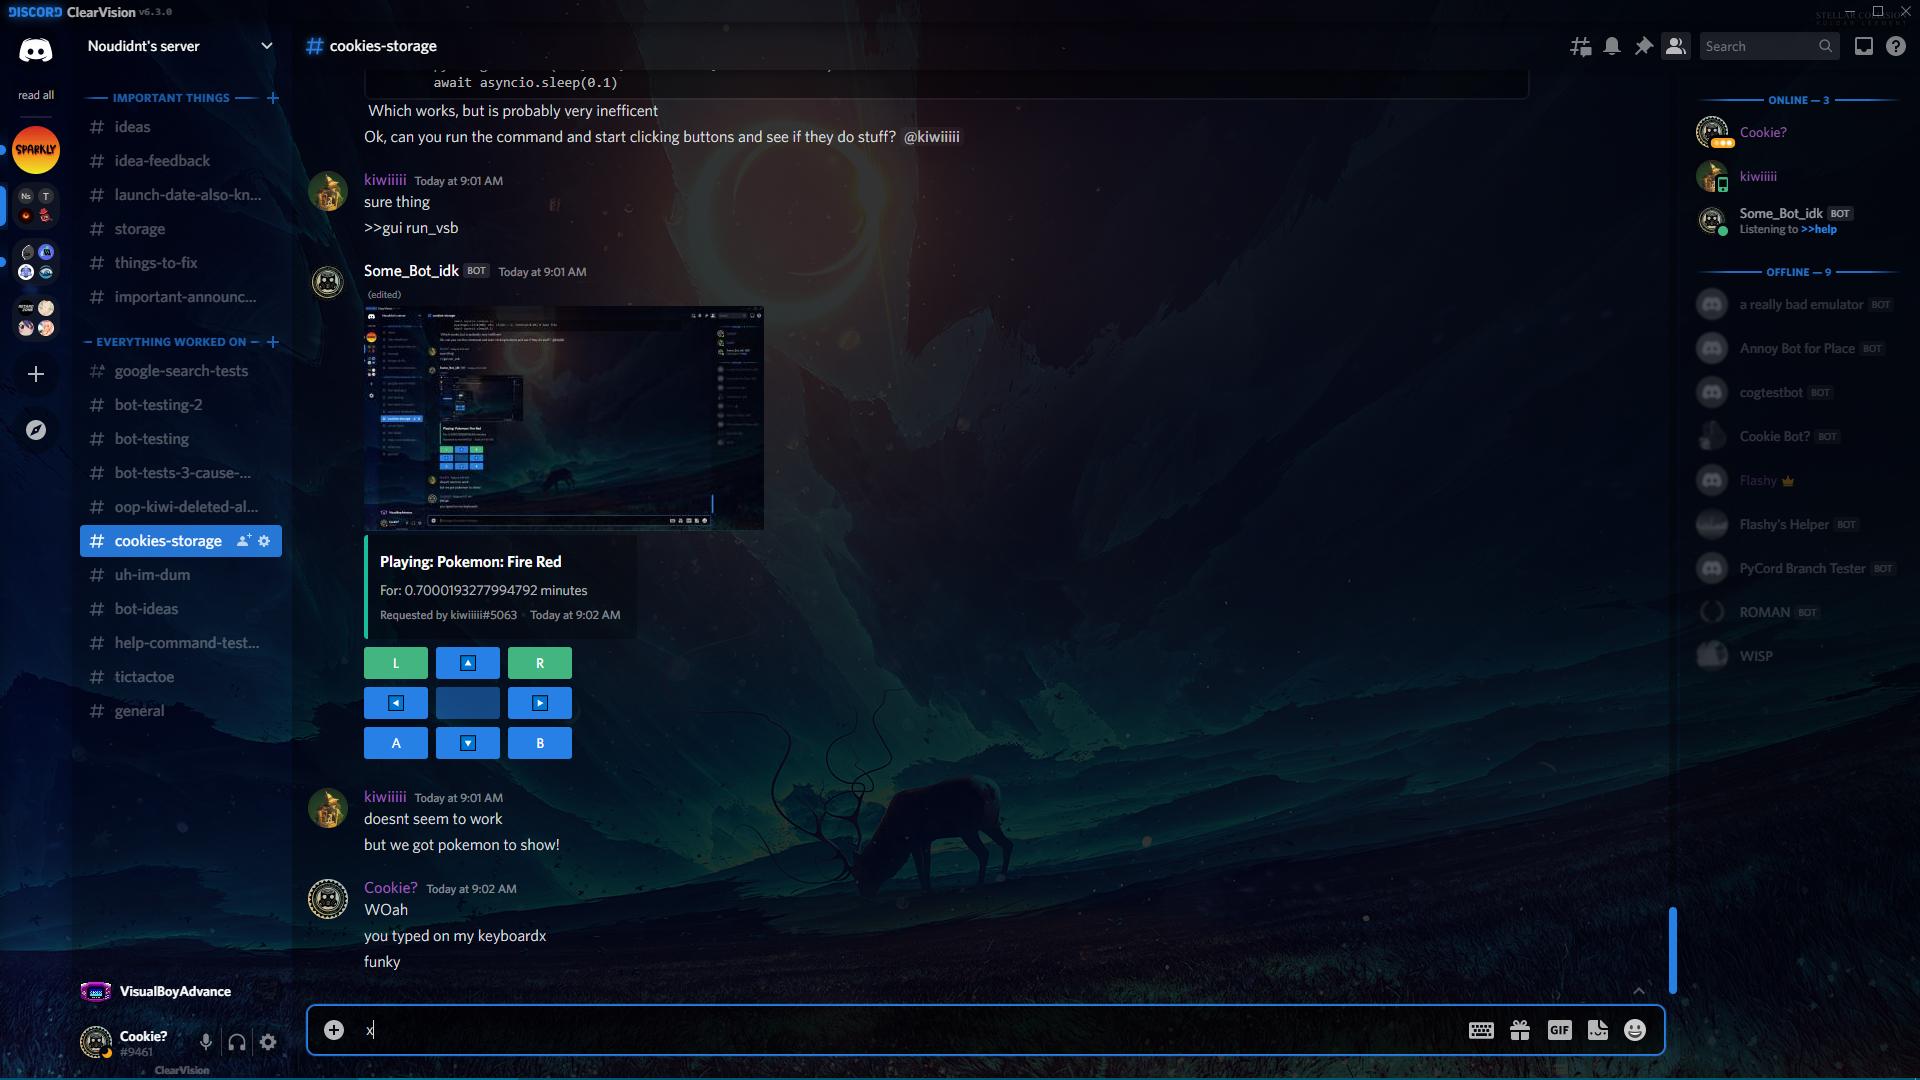 DISCORD ClearVision v6.3.0
Noudidnt's server
cookies-storage
Search
read all
SPARKLY
Ns T
IMPORTANT THINGS
ideas
idea-feedback
launch-date-also-kn...
storage
things-to-fix
important-announc...
EVERYTHING WORKED ON
google-search-tests
bot-testing-2
bot-testing
bot-tests-3-cause-...
oop-kiwi-deleted-al...
cookies-storage
uh-im-dum
bot-ideas
help-command-test...
tictactoe
general
VisualBoyAdvance
Cookie?
#9461
ClearVision
await asyncio.sleep(0.1)
Which works, but is probably very inefficent
Ok, can you run the command and start clicking buttons and see if they do stuff? @kiwiiiii
kiwiiiii Today at 9:01 AM
sure thing
>>gui run_vsb
Some_Bot_idk BOT Today at 9:01 AM
(edited)
Playing: Pokemon: Fire Red
For: 0.7000193277994792 minutes
Requested by kiwiiiii#5063 • Today at 9:02 AM
L
R
A
B
kiwiiiii Today at 9:01 AM
doesnt seem to work
but we got pokemon to show!
Cookie? Today at 9:02 AM
WOah
you typed on my keyboardx
funky
x
GIF
ONLINE — 3
Cookie?
kiwiiiii
Some_Bot_idk BOT
Listening to >>help
OFFLINE — 9
a really bad emulator BOT
Annoy Bot for Place BOT
cogtestbot BOT
Cookie Bot? BOT
Flashy
Flashy's Helper BOT
PyCord Branch Tester BOT
ROMAN BOT
WISP